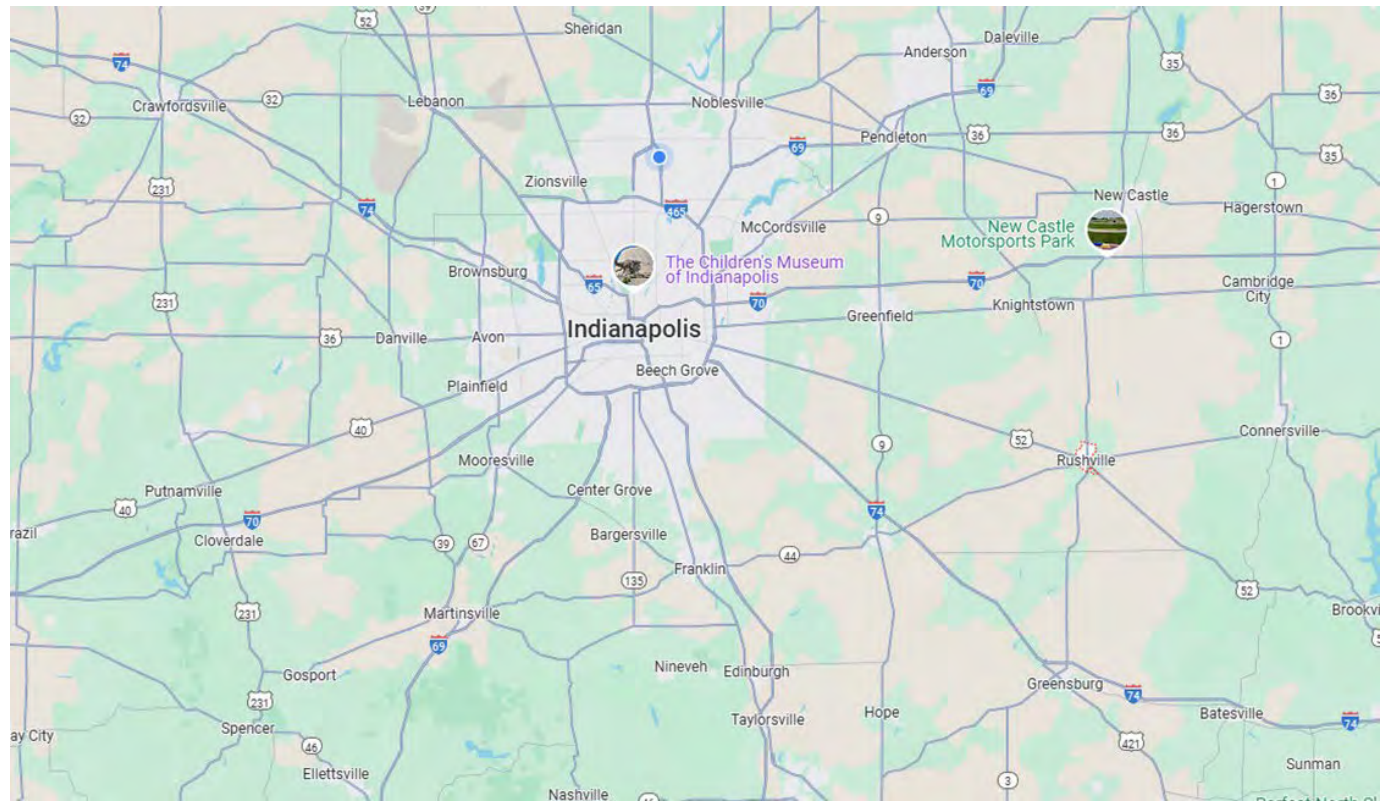 52
39
Sheridan
Daleville
Anderson
74
35
Crawfordsville
32
Lebanon
Noblesville
69
36
32
Pendleton
36
36
69
35
Zionsville
231
1
New Castle
Hagerstown
74
465
9
McCordsville
New Castle
Motorsports Park
The Children's Museum
of Indianapolis
Brownsburg
65
70
70
Cambridge
City
231
Knightstown
Greenfield
Indianapolis
36
Danville
Avon
1
Beech Grove
Plainfield
40
52
9
Connersville
Mooresville
Rushville
Putnamville
Center Grove
40
70
74
razil
Cloverdale
39
67
Bargersville
44
Franklin
135
52
231
Martinsville
Brookvi
69
Nineveh
Edinburgh
Gosport
Greensburg
74
231
Taylorsville
Hope
Batesville
74
Spencer
ay City
46
421
Sunman
Ellettsville
3
Nashville
46